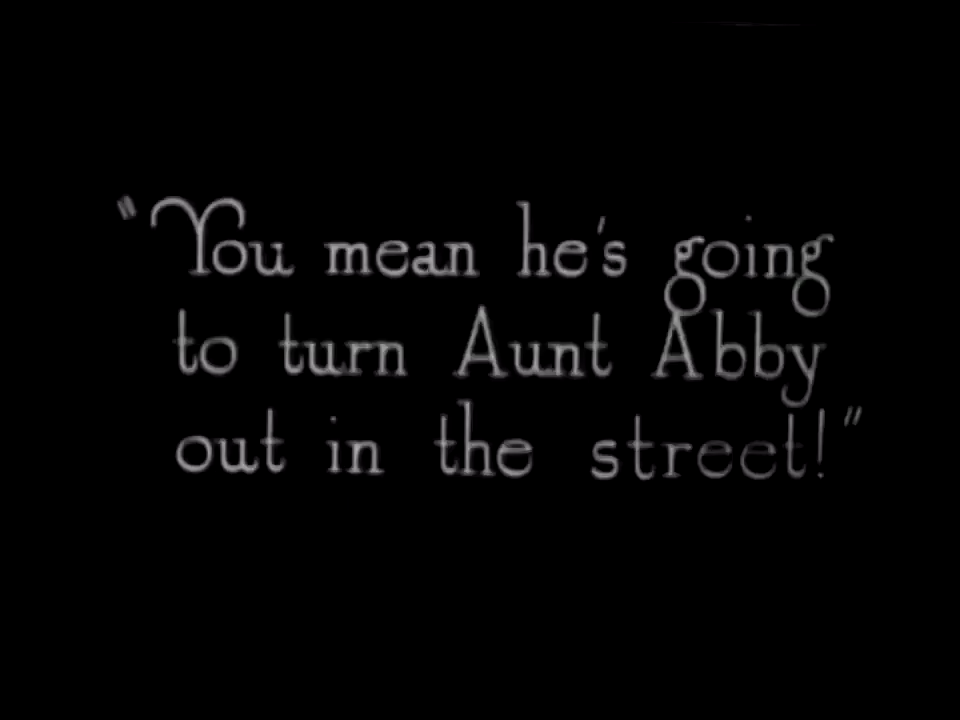 "You mean he's going
to turn Aunt Abby
out in the street!"